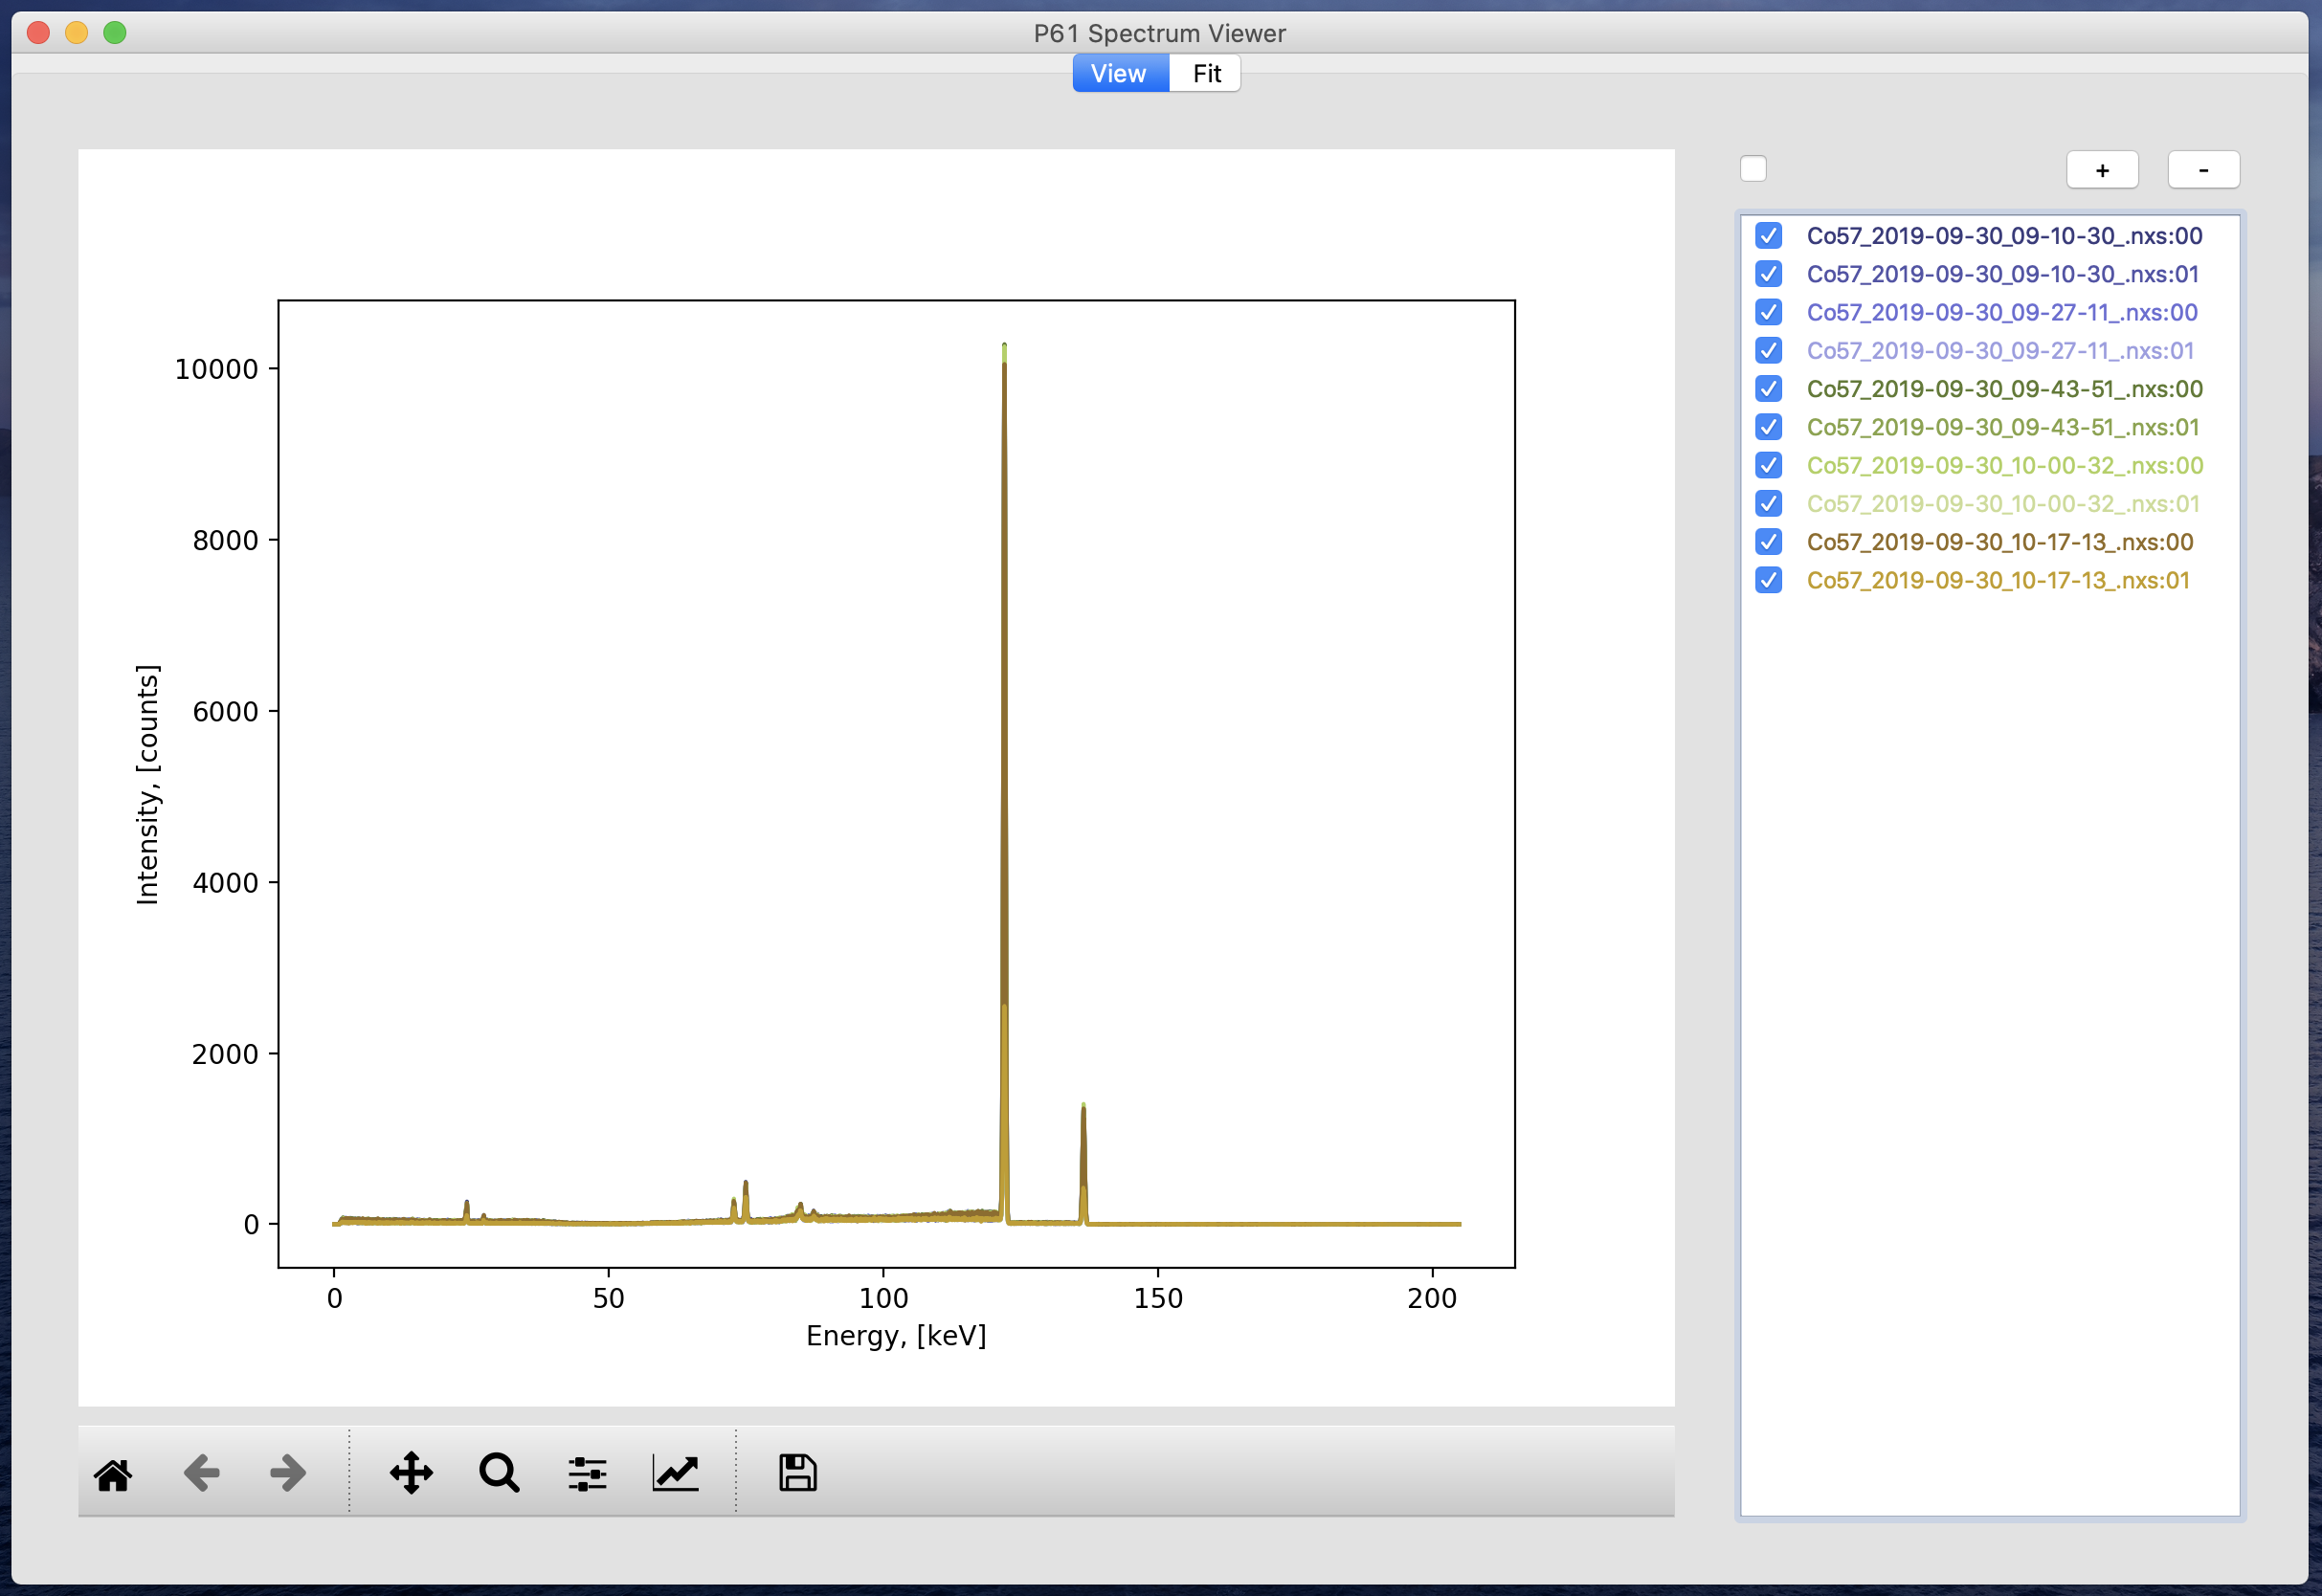 P61 Spectrum Viewer
View Fit
+ -
Co57_2019-09-30_09-10-30_.nxs:00
Co57_2019-09-30_09-10-30_.nxs:01
Co57_2019-09-30_09-27-11_.nxs:00
Co57_2019-09-30_09-27-11_.nxs:01
Co57_2019-09-30_09-43-51_.nxs:00
Co57_2019-09-30_09-43-51_.nxs:01
Co57_2019-09-30_10-00-32_.nxs:00
Co57_2019-09-30_10-00-32_.nxs:01
Co57_2019-09-30_10-17-13_.nxs:00
Co57_2019-09-30_10-17-13_.nxs:01
Intensity, [counts]
10000
8000
6000
4000
2000
0
0 50 100 150 200
Energy, [keV]